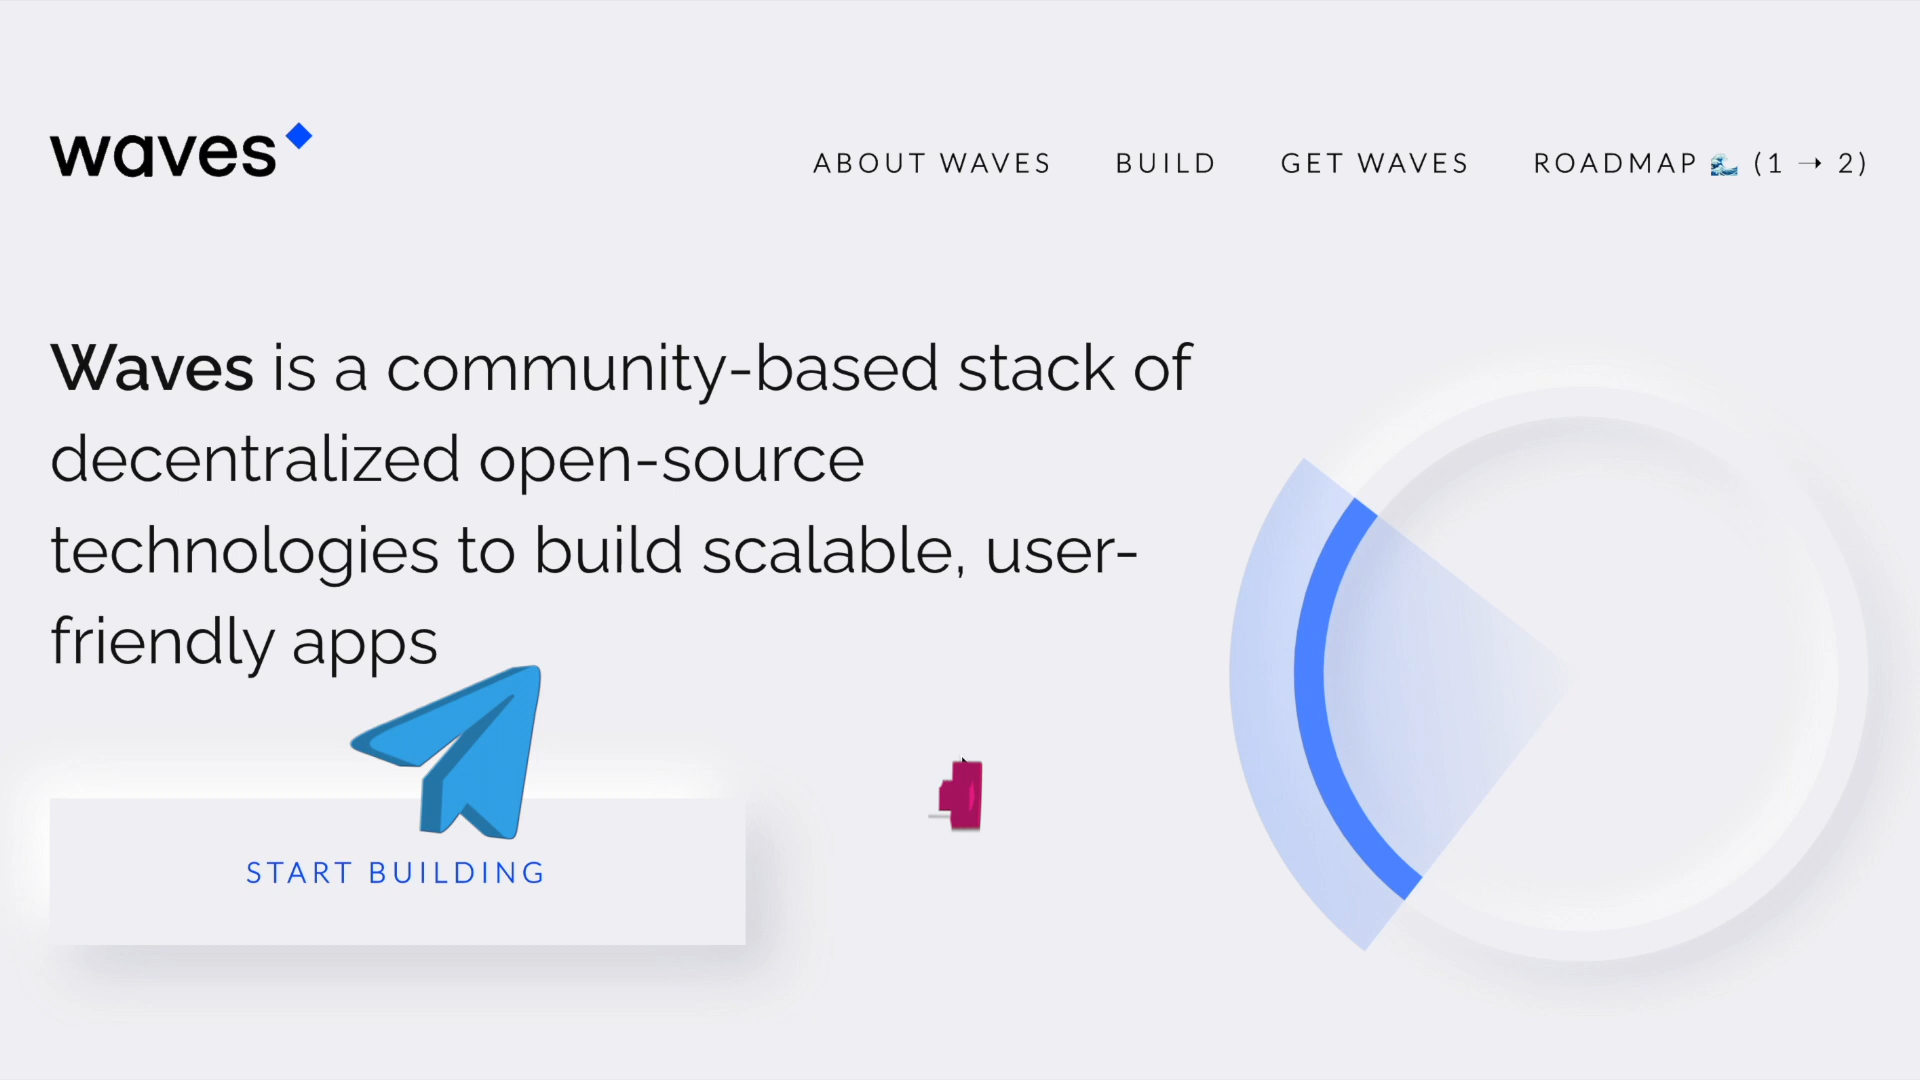 waves
ABOUT WAVES BUILD GET WAVES ROADMAP 🌊 (1 → 2)
Waves is a community-based stack of
decentralized open-source
technologies to build scalable, user-
friendly apps
START BUILDING